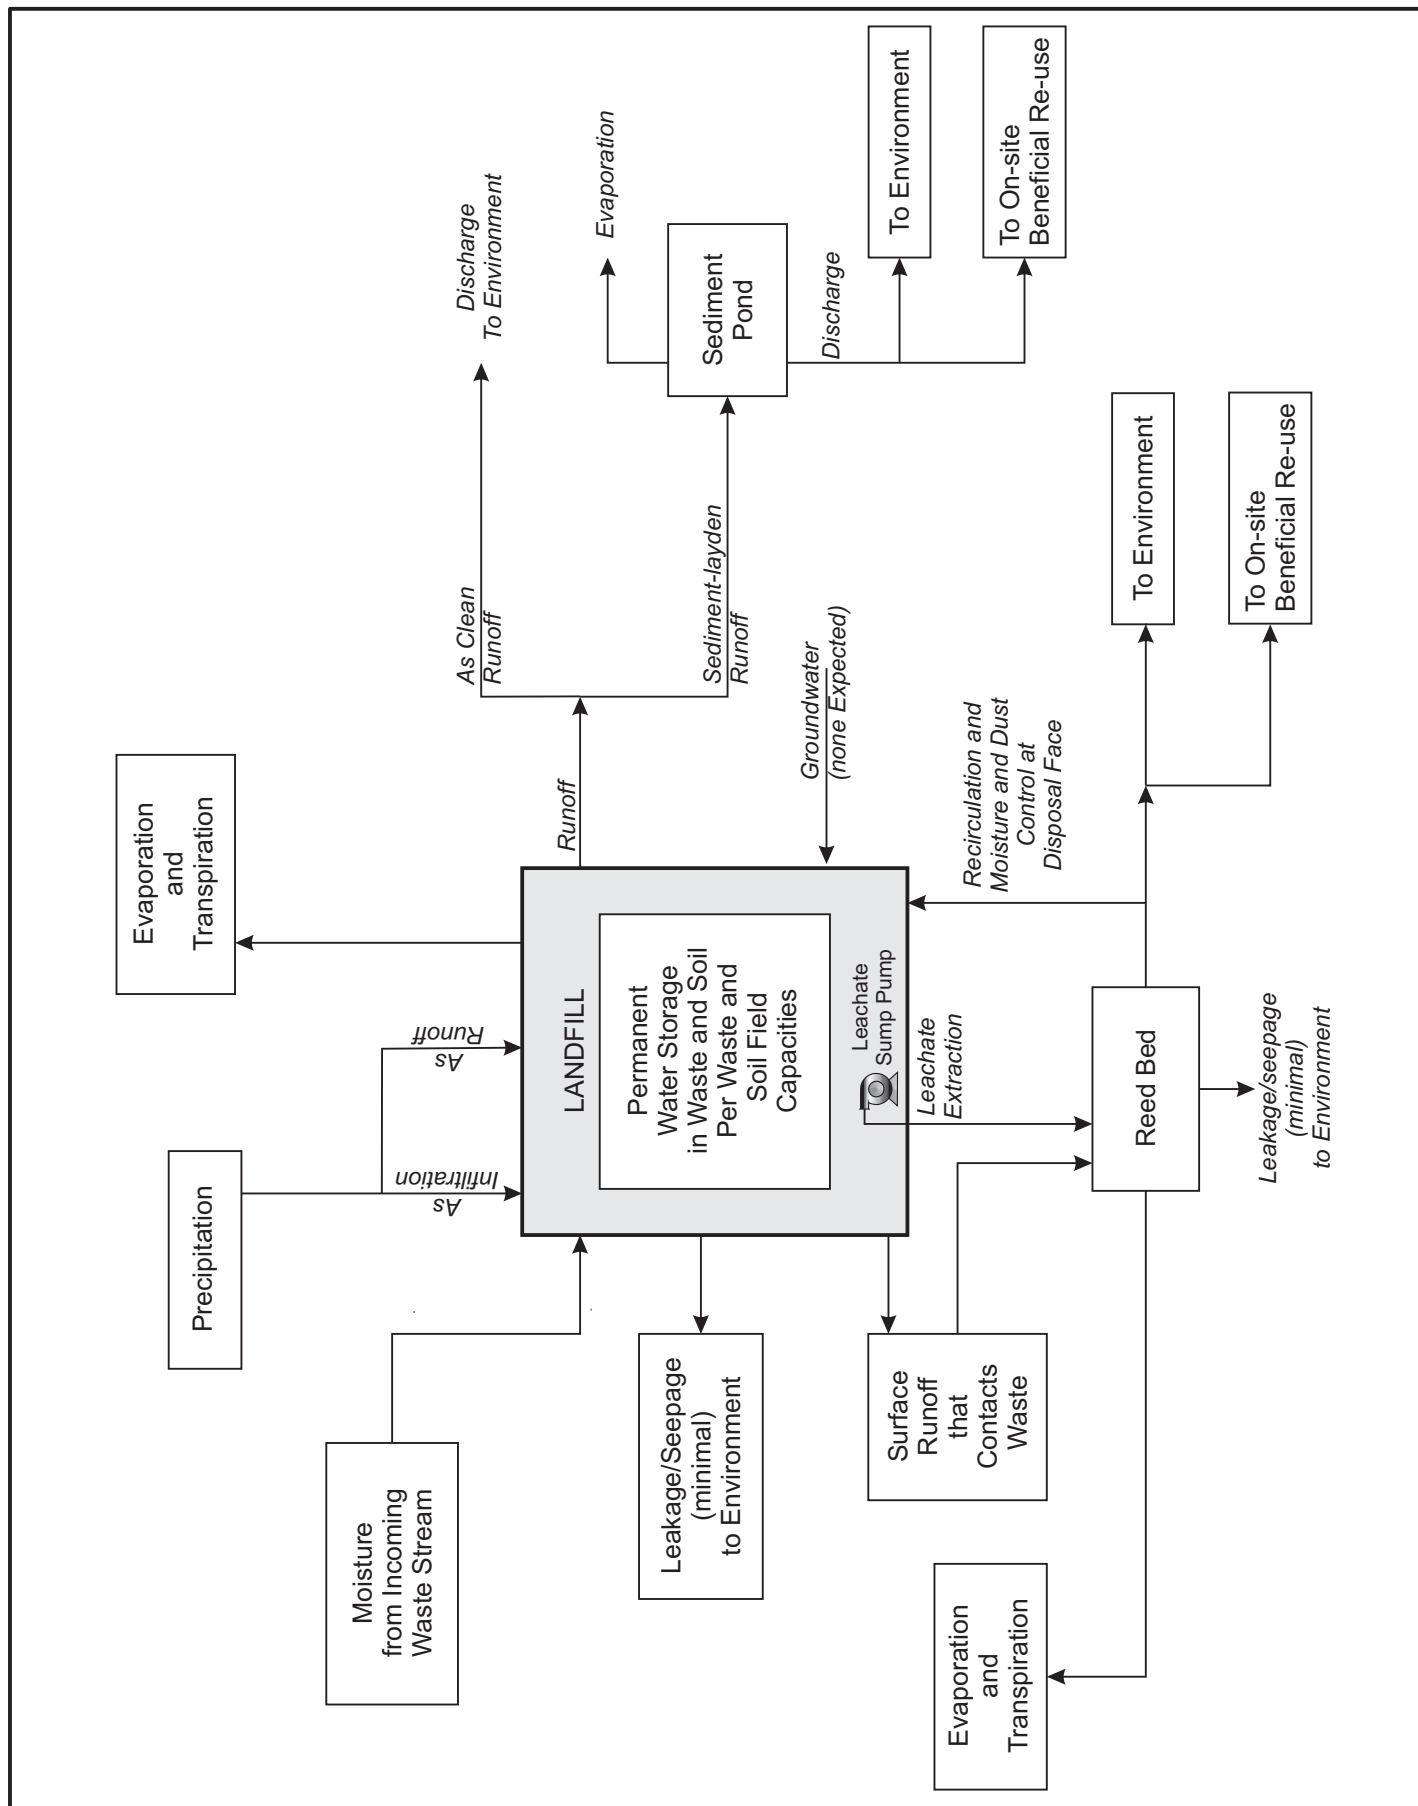 Precipitation
Evaporation
and
Transpiration
As
Infiltration
As
Runoff
Moisture
from Incoming
Waste Stream
As Clean
Runoff
Discharge
To Environment
Runoff
Evaporation
Sediment-layden
Runoff
Sediment
Pond
Discharge
To Environment
To On-site
Beneficial Re-use
LANDFILL
Permanent
Water Storage
in Waste and Soil
Per Waste and
Soil Field
Capacities
Leachate
Sump Pump
Groundwater
(none Expected)
Leakage/Seepage
(minimal)
to Environment
Surface
Runoff
that
Contacts
Waste
Leachate
Extraction
Recirculation and
Moisture and Dust
Control at
Disposal Face
Evaporation
and
Transpiration
Reed Bed
To Environment
To On-site
Beneficial Re-use
Leakage/seepage
(minimal)
to Environment